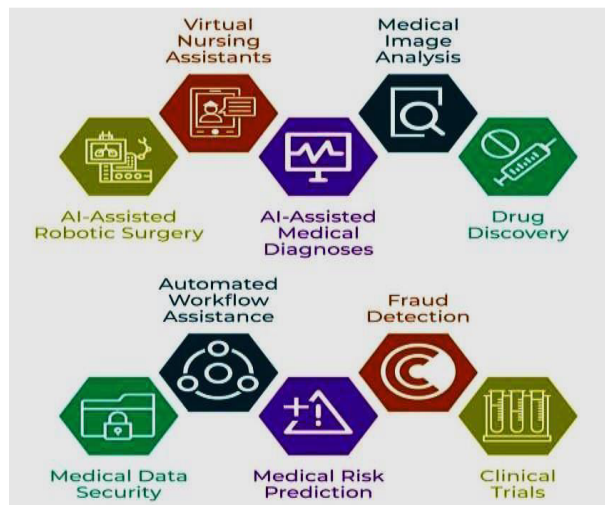 Virtual
Nursing
Assistants
Medical
Image
Analysis
AI-Assisted
Robotic Surgery
AI-Assisted
Medical
Diagnoses
Drug
Discovery
Automated
Workflow
Assistance
Fraud
Detection
Medical Data
Security
Medical Risk
Prediction
Clinical
Trials